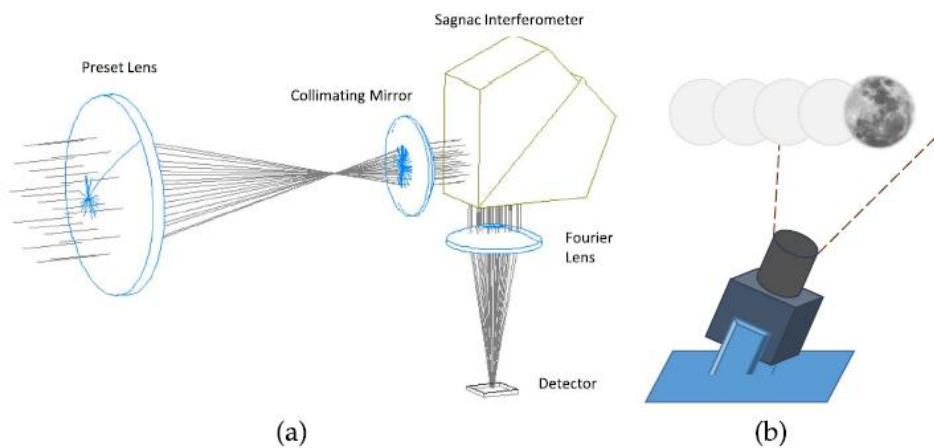 Sagnac Interferometer
Preset Lens
Collimating Mirror
Fourier
Lens
Detector
(a)
(b)